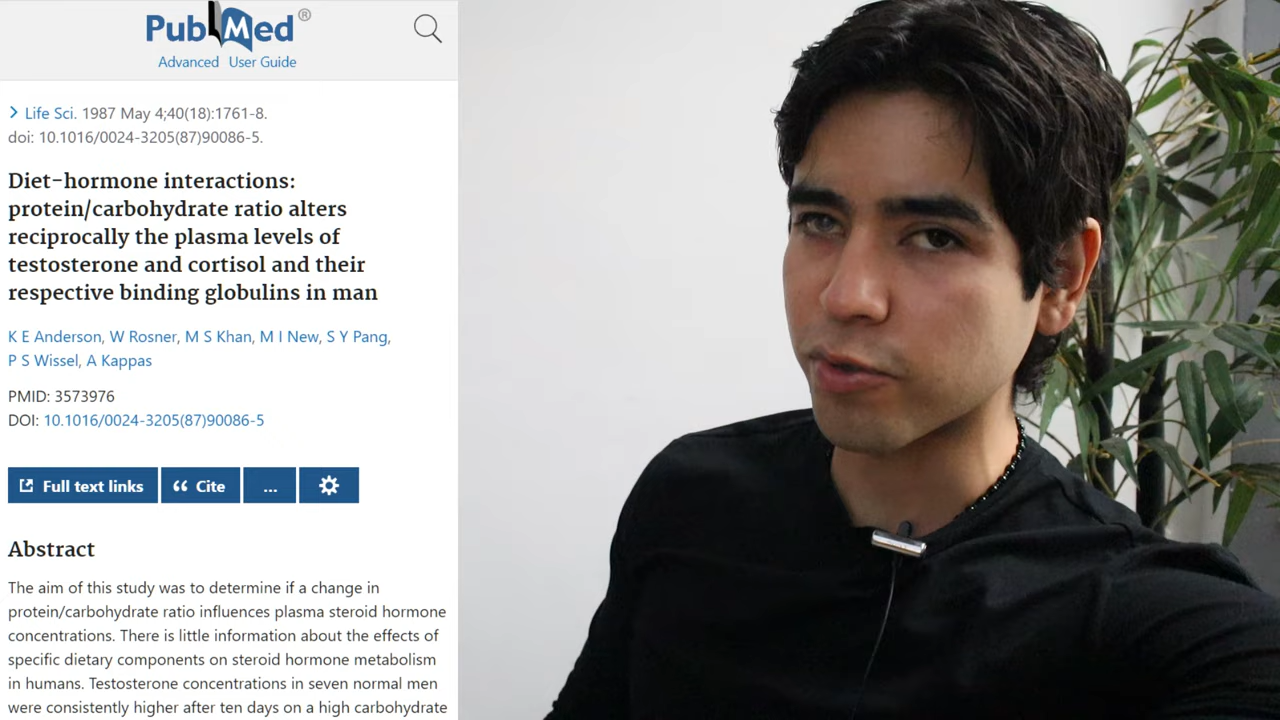 PubMed®
Advanced User Guide
Life Sci. 1987 May 4;40(18):1761-8.
doi: 10.1016/0024-3205(87)90086-5.
Diet-hormone interactions:
protein/carbohydrate ratio alters
reciprocally the plasma levels of
testosterone and cortisol and their
respective binding globulins in man
K E Anderson, W Rosner, M S Khan, M I New, S Y Pang,
P S Wissel, A Kappas
PMID: 3573976
DOI: 10.1016/0024-3205(87)90086-5
Full text links
Cite
...
Abstract
The aim of this study was to determine if a change in
protein/carbohydrate ratio influences plasma steroid hormone
concentrations. There is little information about the effects of
specific dietary components on steroid hormone metabolism
in humans. Testosterone concentrations in seven normal men
were consistently higher after ten days on a high carbohydrate